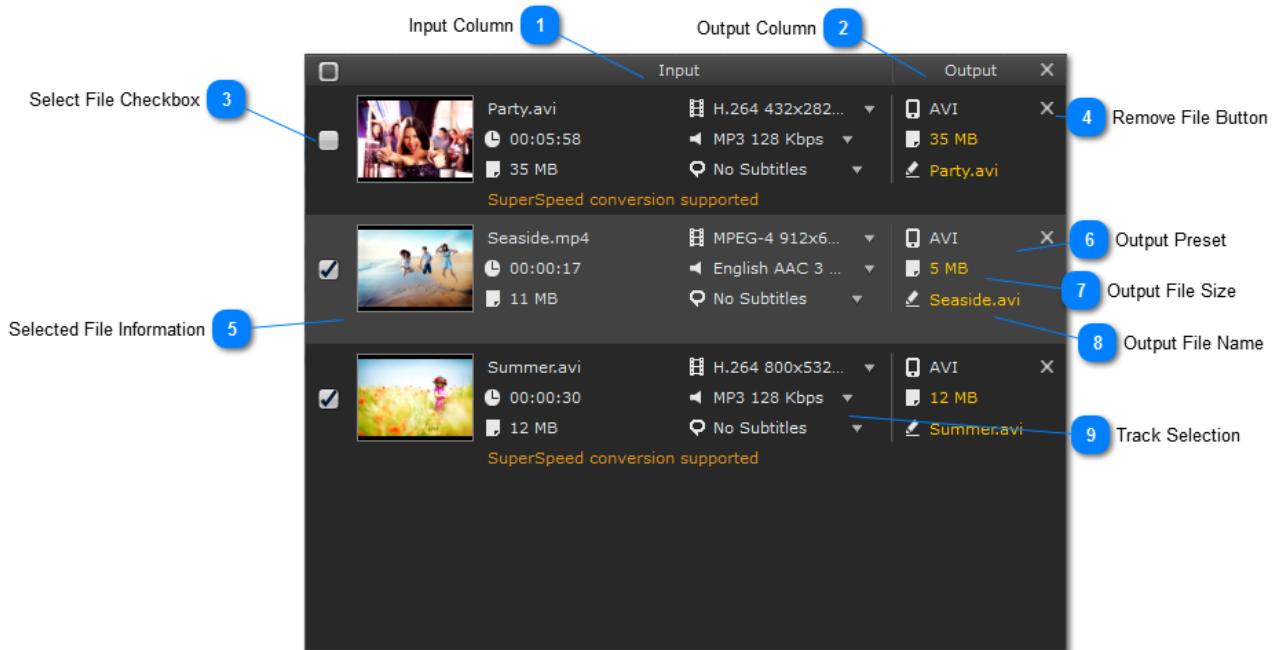 Input Column 1
Output Column 2
Input Output
Select File Checkbox 3
Party.avi H.264 432x282... AVI
4 Remove File Button
00:05:58 MP3 128 Kbps 35 MB
35 MB No Subtitles Party.avi
SuperSpeed conversion supported
Seaside.mp4 MPEG-4 912x6... AVI
6 Output Preset
00:00:17 English AAC 3 ... 5 MB
7 Output File Size
11 MB No Subtitles Seaside.avi
Selected File Information 5
8 Output File Name
Summer.avi H.264 800x532... AVI
00:00:30 MP3 128 Kbps 12 MB
12 MB No Subtitles Summer.avi
9 Track Selection
SuperSpeed conversion supported